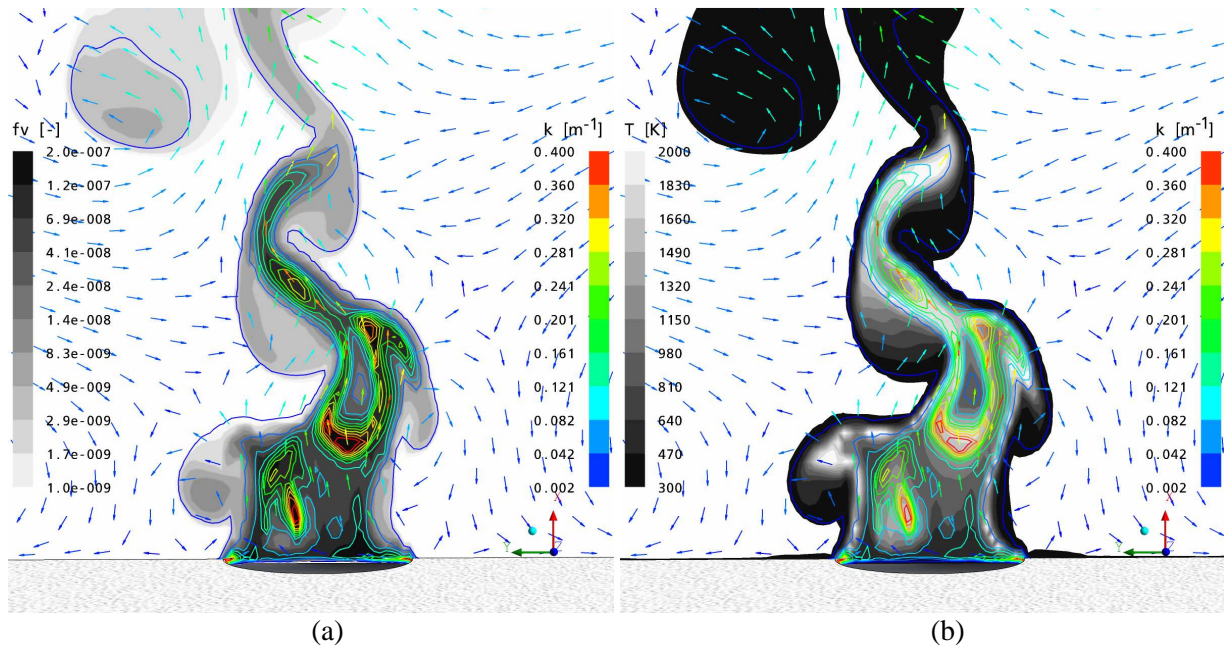 fv [-]
2.0e-007
1.2e-007
6.9e-008
4.1e-008
2.4e-008
1.4e-008
8.3e-009
4.9e-009
2.9e-009
1.7e-009
1.0e-009
k [m⁻¹]
0.400
0.360
0.320
0.281
0.241
0.201
0.161
0.121
0.082
0.042
0.002
T [K]
2000
1830
1660
1490
1320
1150
980
810
640
470
300
k [m⁻¹]
0.400
0.360
0.320
0.281
0.241
0.201
0.161
0.121
0.082
0.042
0.002
(a)
(b)